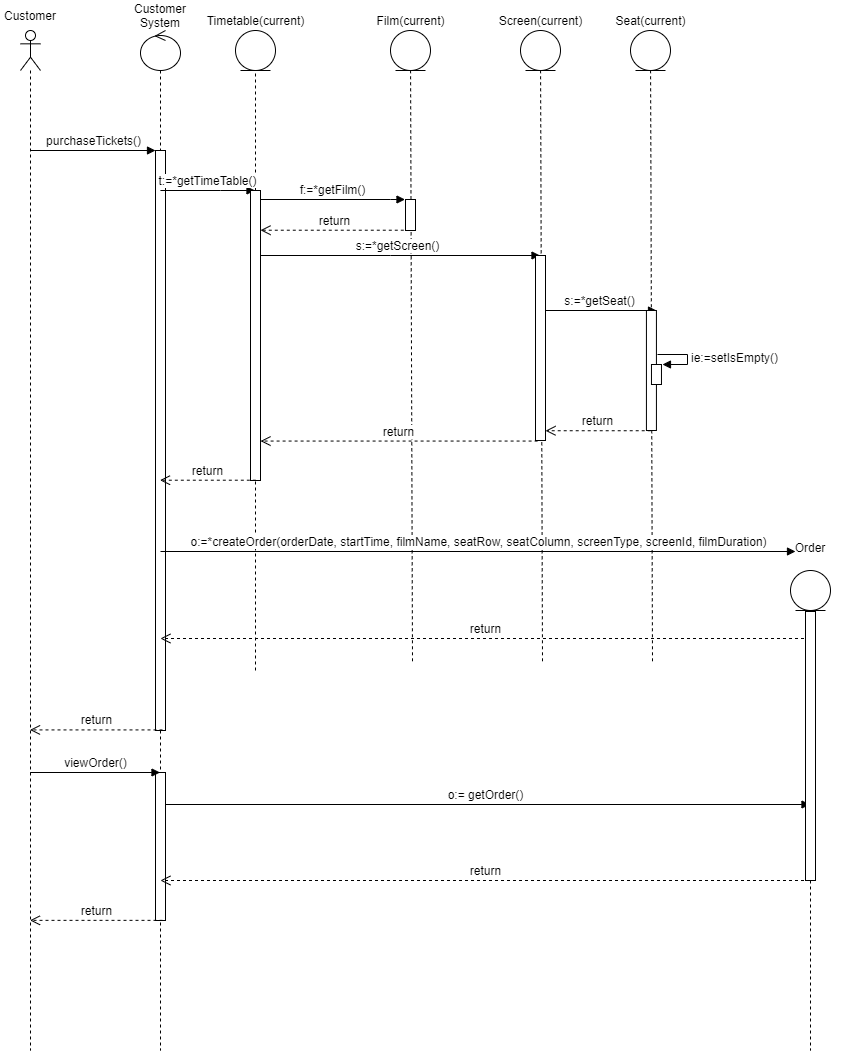 Customer
Customer
System
Timetable(current)
Film(current)
Screen(current)
Seat(current)
purchaseTickets()
t:=*getTimeTable()
f:=*getFilm()
return
s:=*getScreen()
s:=*getSeat()
ie:=setIsEmpty()
return
return
return
o:=*createOrder(orderDate, startTime, filmName, seatRow, seatColumn, screenType, screenId, filmDuration)
Order
return
return
viewOrder()
o:= getOrder()
return
return